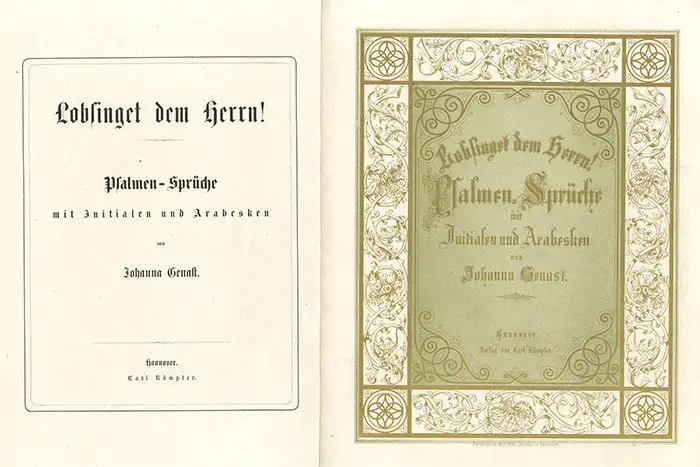 Lobsinget dem Herrn!
Psalmen-Sprüche
mit Initialen und Arabesken
von
Johanna Genast.
Hannover.
Carl Rümpler.
Lobsinget dem Herrn!
Psalmen-Sprüche
mit
Initialen und Arabesken
von
Johanna Genast.
Hannover
Verlag von Carl Rümpler.